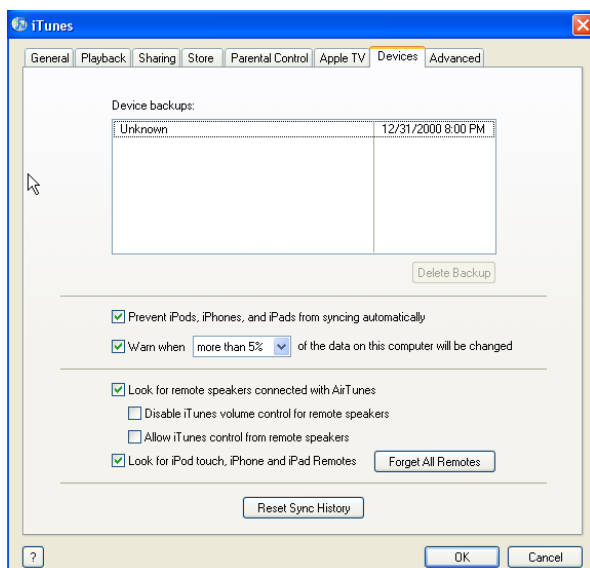 iTunes
General Playback Sharing Store Parental Control Apple TV Devices Advanced
Device backups:
Unknown 12/31/2000 8:00 PM
Delete Backup
Prevent iPods, iPhones, and iPads from syncing automatically
Warn when more than 5% of the data on this computer will be changed
Look for remote speakers connected with AirTunes
Disable iTunes volume control for remote speakers
Allow iTunes control from remote speakers
Look for iPod touch, iPhone and iPad Remotes Forget All Remotes
Reset Sync History
? OK Cancel